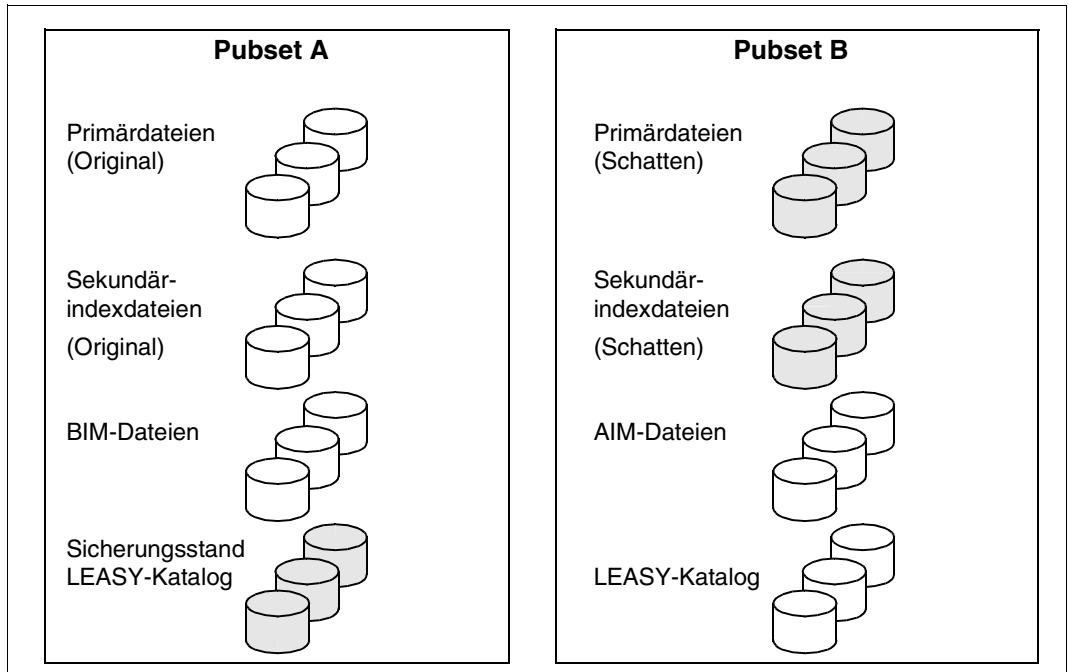 Pubset A
Primärdateien
(Original)
Sekundär-
indexdateien
(Original)
BIM-Dateien
Sicherungsstand
LEASY-Katalog
Pubset B
Primärdateien
(Schatten)
Sekundär-
indexdateien
(Schatten)
AIM-Dateien
LEASY-Katalog